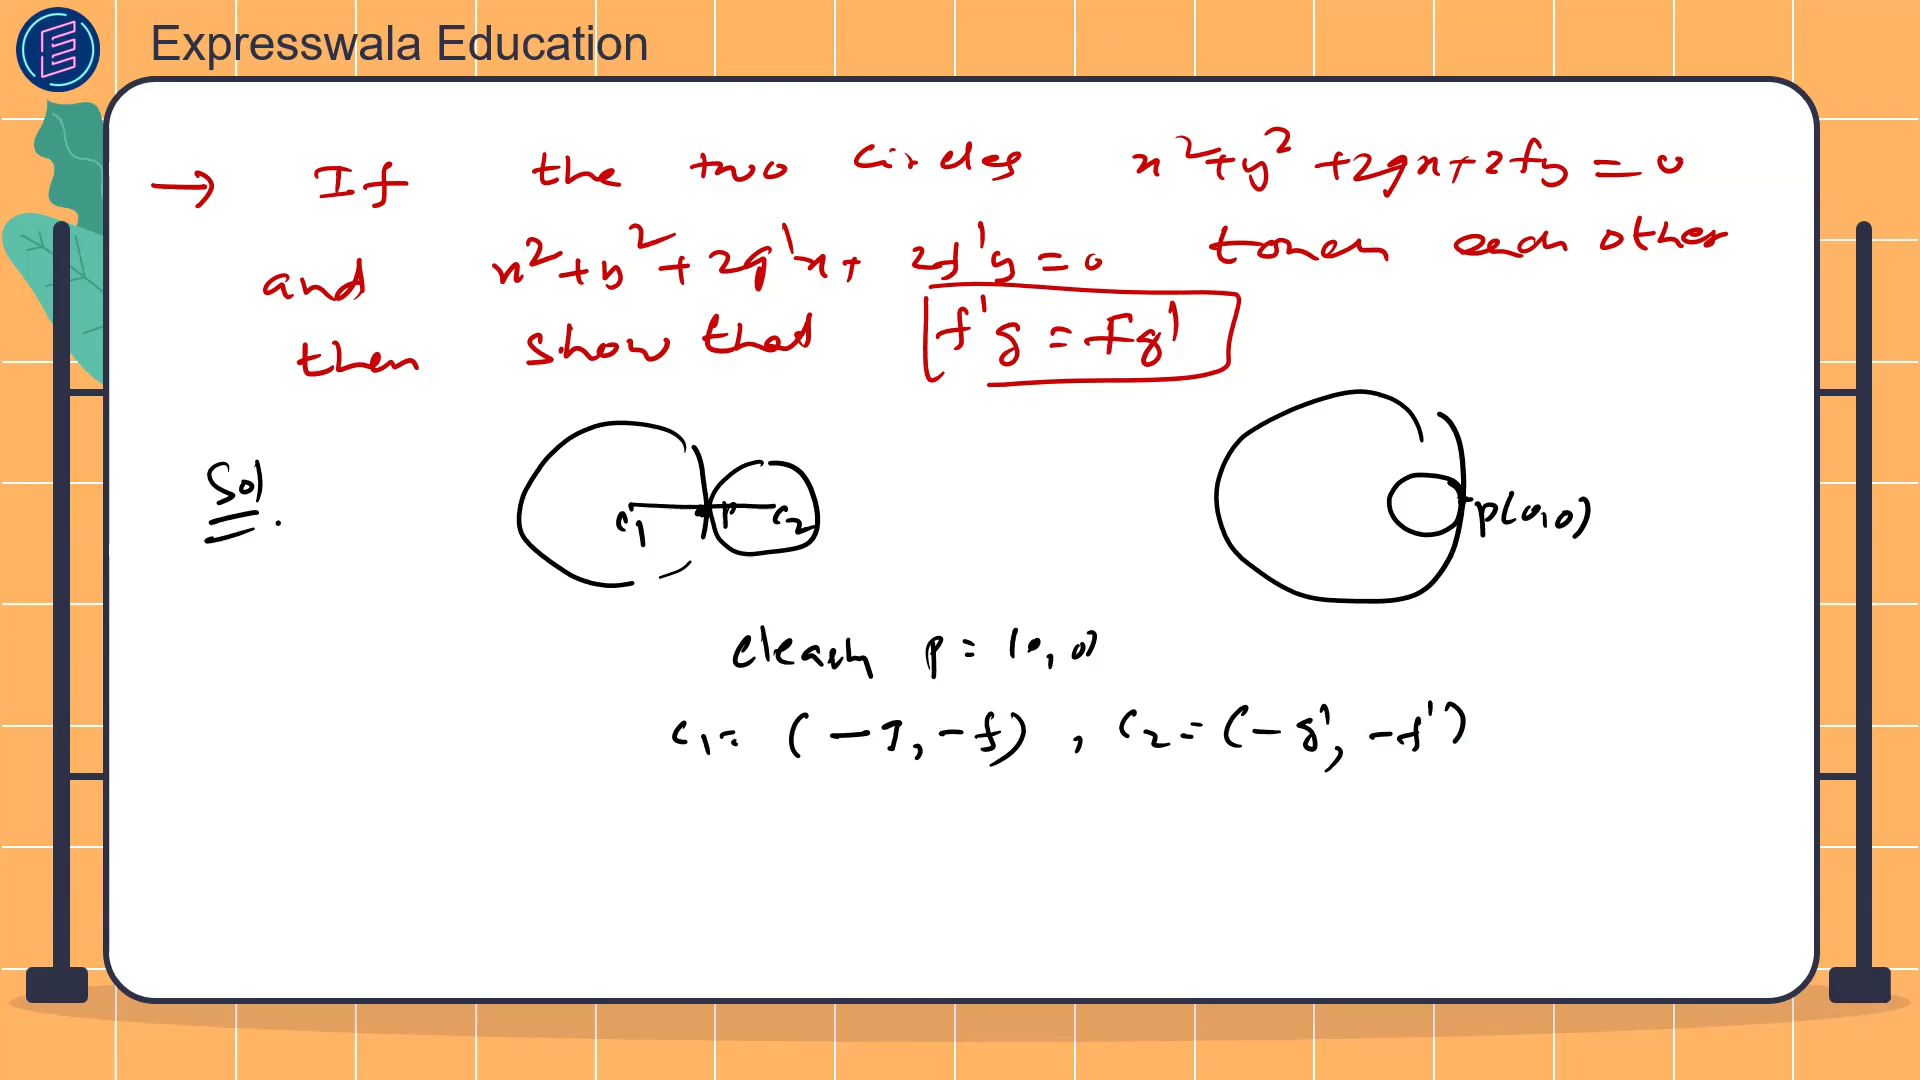 Expresswala Education
→ If the two circles x²+y²+2gx+2fy=0
and x²+y²+2g'x+2f'y=0 touch each other
then show that f'g = fg'
Sol.
C₁ P C₂
P(0,0)
clearly P = (0,0)
C₁ = (-g, -f), C₂ = (-g', -f')